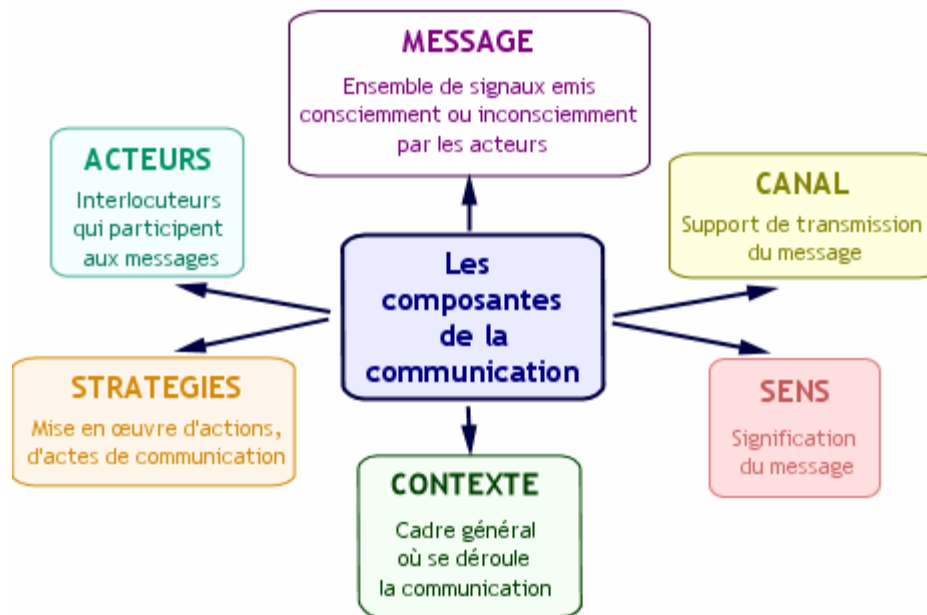 MESSAGE
Ensemble de signaux emis
consciemment ou inconsciemment
par les acteurs
ACTEURS
Interlocuteurs
qui participent
aux messages
CANAL
Support de transmission
du message
Les
composantes
de la
communication
STRATEGIES
Mise en œuvre d'actions,
d'actes de communication
SENS
Signification
du message
CONTEXTE
Cadre général
où se déroule
la communication